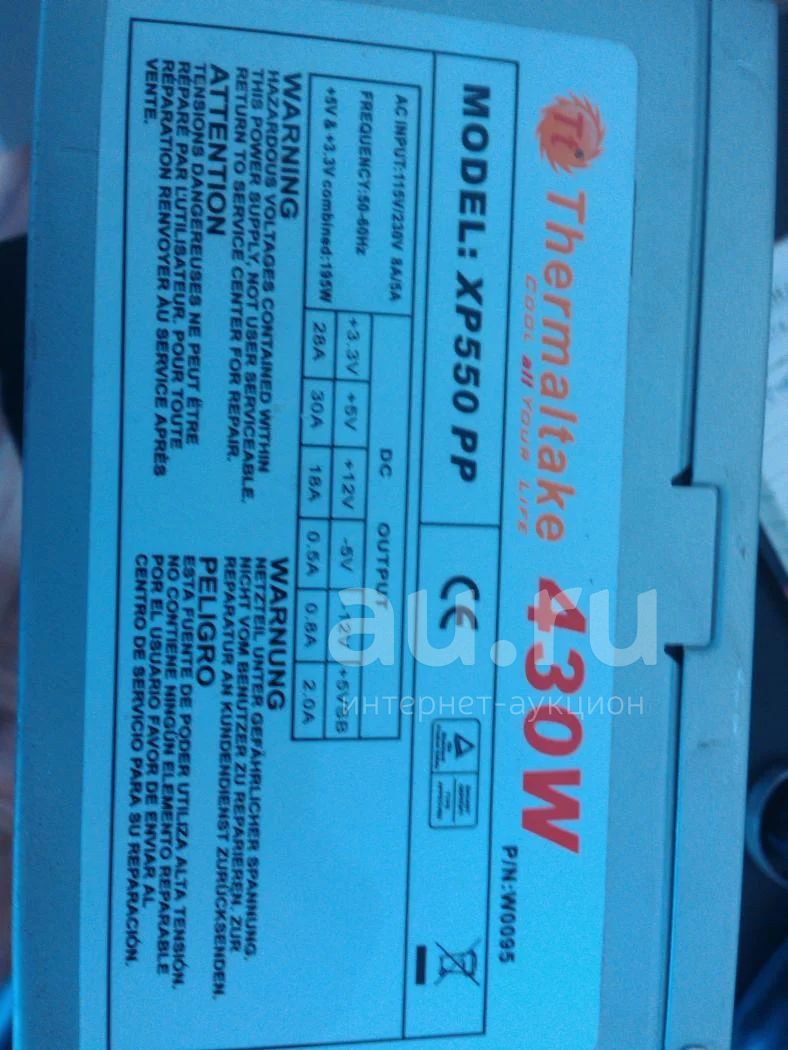 Tt Thermaltake 430W
COOL all YOUR LIFE
P/N:W0095
MODEL: XP550 PP
CE
AC INPUT:115V/230V 8A/5A
DC OUTPUT
FREQUENCY:50-60Hz
+3.3V +5V +12V -5V -12V +5VSB
+5V & +3.3V combined:195W
28A 30A 18A 0.5A 0.8A 2.0A
WARNING
HAZARDOUS VOLTAGES CONTAINED WITHIN
THIS POWER SUPPLY, NOT USER SERVICEABLE.
RETURN TO SERVICE CENTER FOR REPAIR.
ATTENTION
TENSIONS DANGEREUSES NE PEUT ÊTRE
RÉPARÉ PAR L'UTILISATEUR. POUR TOUTE
RÉPARATION RENVOYER AU SERVICE APRÉS
VENTE.
WARNUNG
NETZTEIL UNTER GEFÄHRLICHER SPANNUNG.
NICHT VOM BENUTZER ZU REPARIEREN. ZUR
REPARATUR AN KUNDENDIENST ZURÜCKSENDEN.
PELIGRO
ESTA FUENTE DE PODER UTILIZA ALTA TENSIÓN.
NO CONTIENE NINGÚN ELEMENTO REPARABLE
POR EL USUARIO FAVOR DE ENVIAR AL
CENTRO DE SERVICIO PARA SU REPARACIÓN.
au.ru
интернет-аукцион